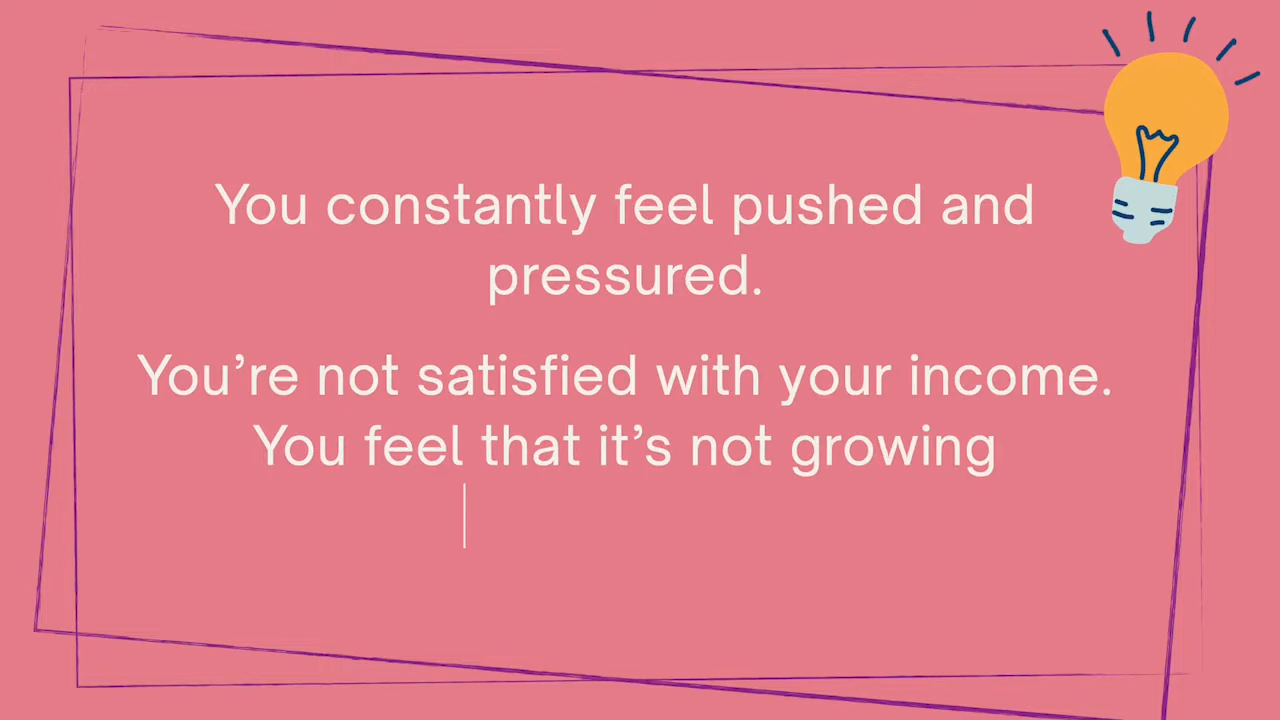 You constantly feel pushed and
pressured.
You’re not satisfied with your income.
You feel that it’s not growing